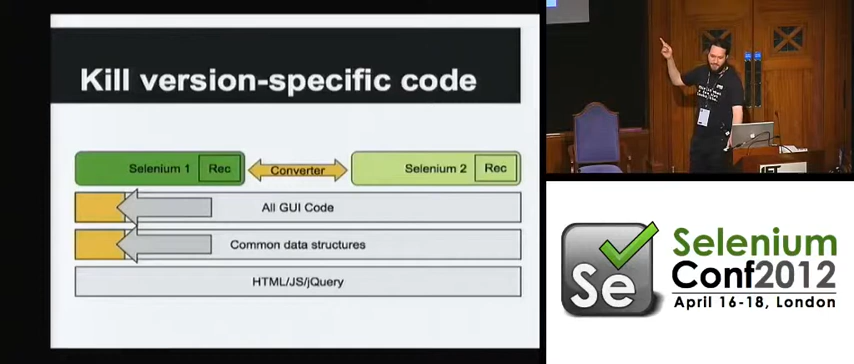 Kill version-specific code
Selenium 1
Rec
Converter
Selenium 2
Rec
All GUI Code
Common data structures
HTML/JS/jQuery
Se
Selenium
Conf2012
April 16-18, London